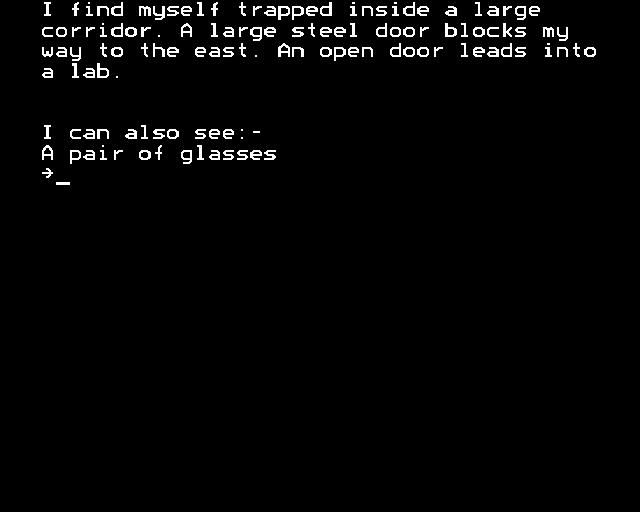 I find myself trapped inside a large
corridor. A large steel door blocks my
way to the east. An open door leads into
a lab.
I can also see:-
A pair of glasses
→_